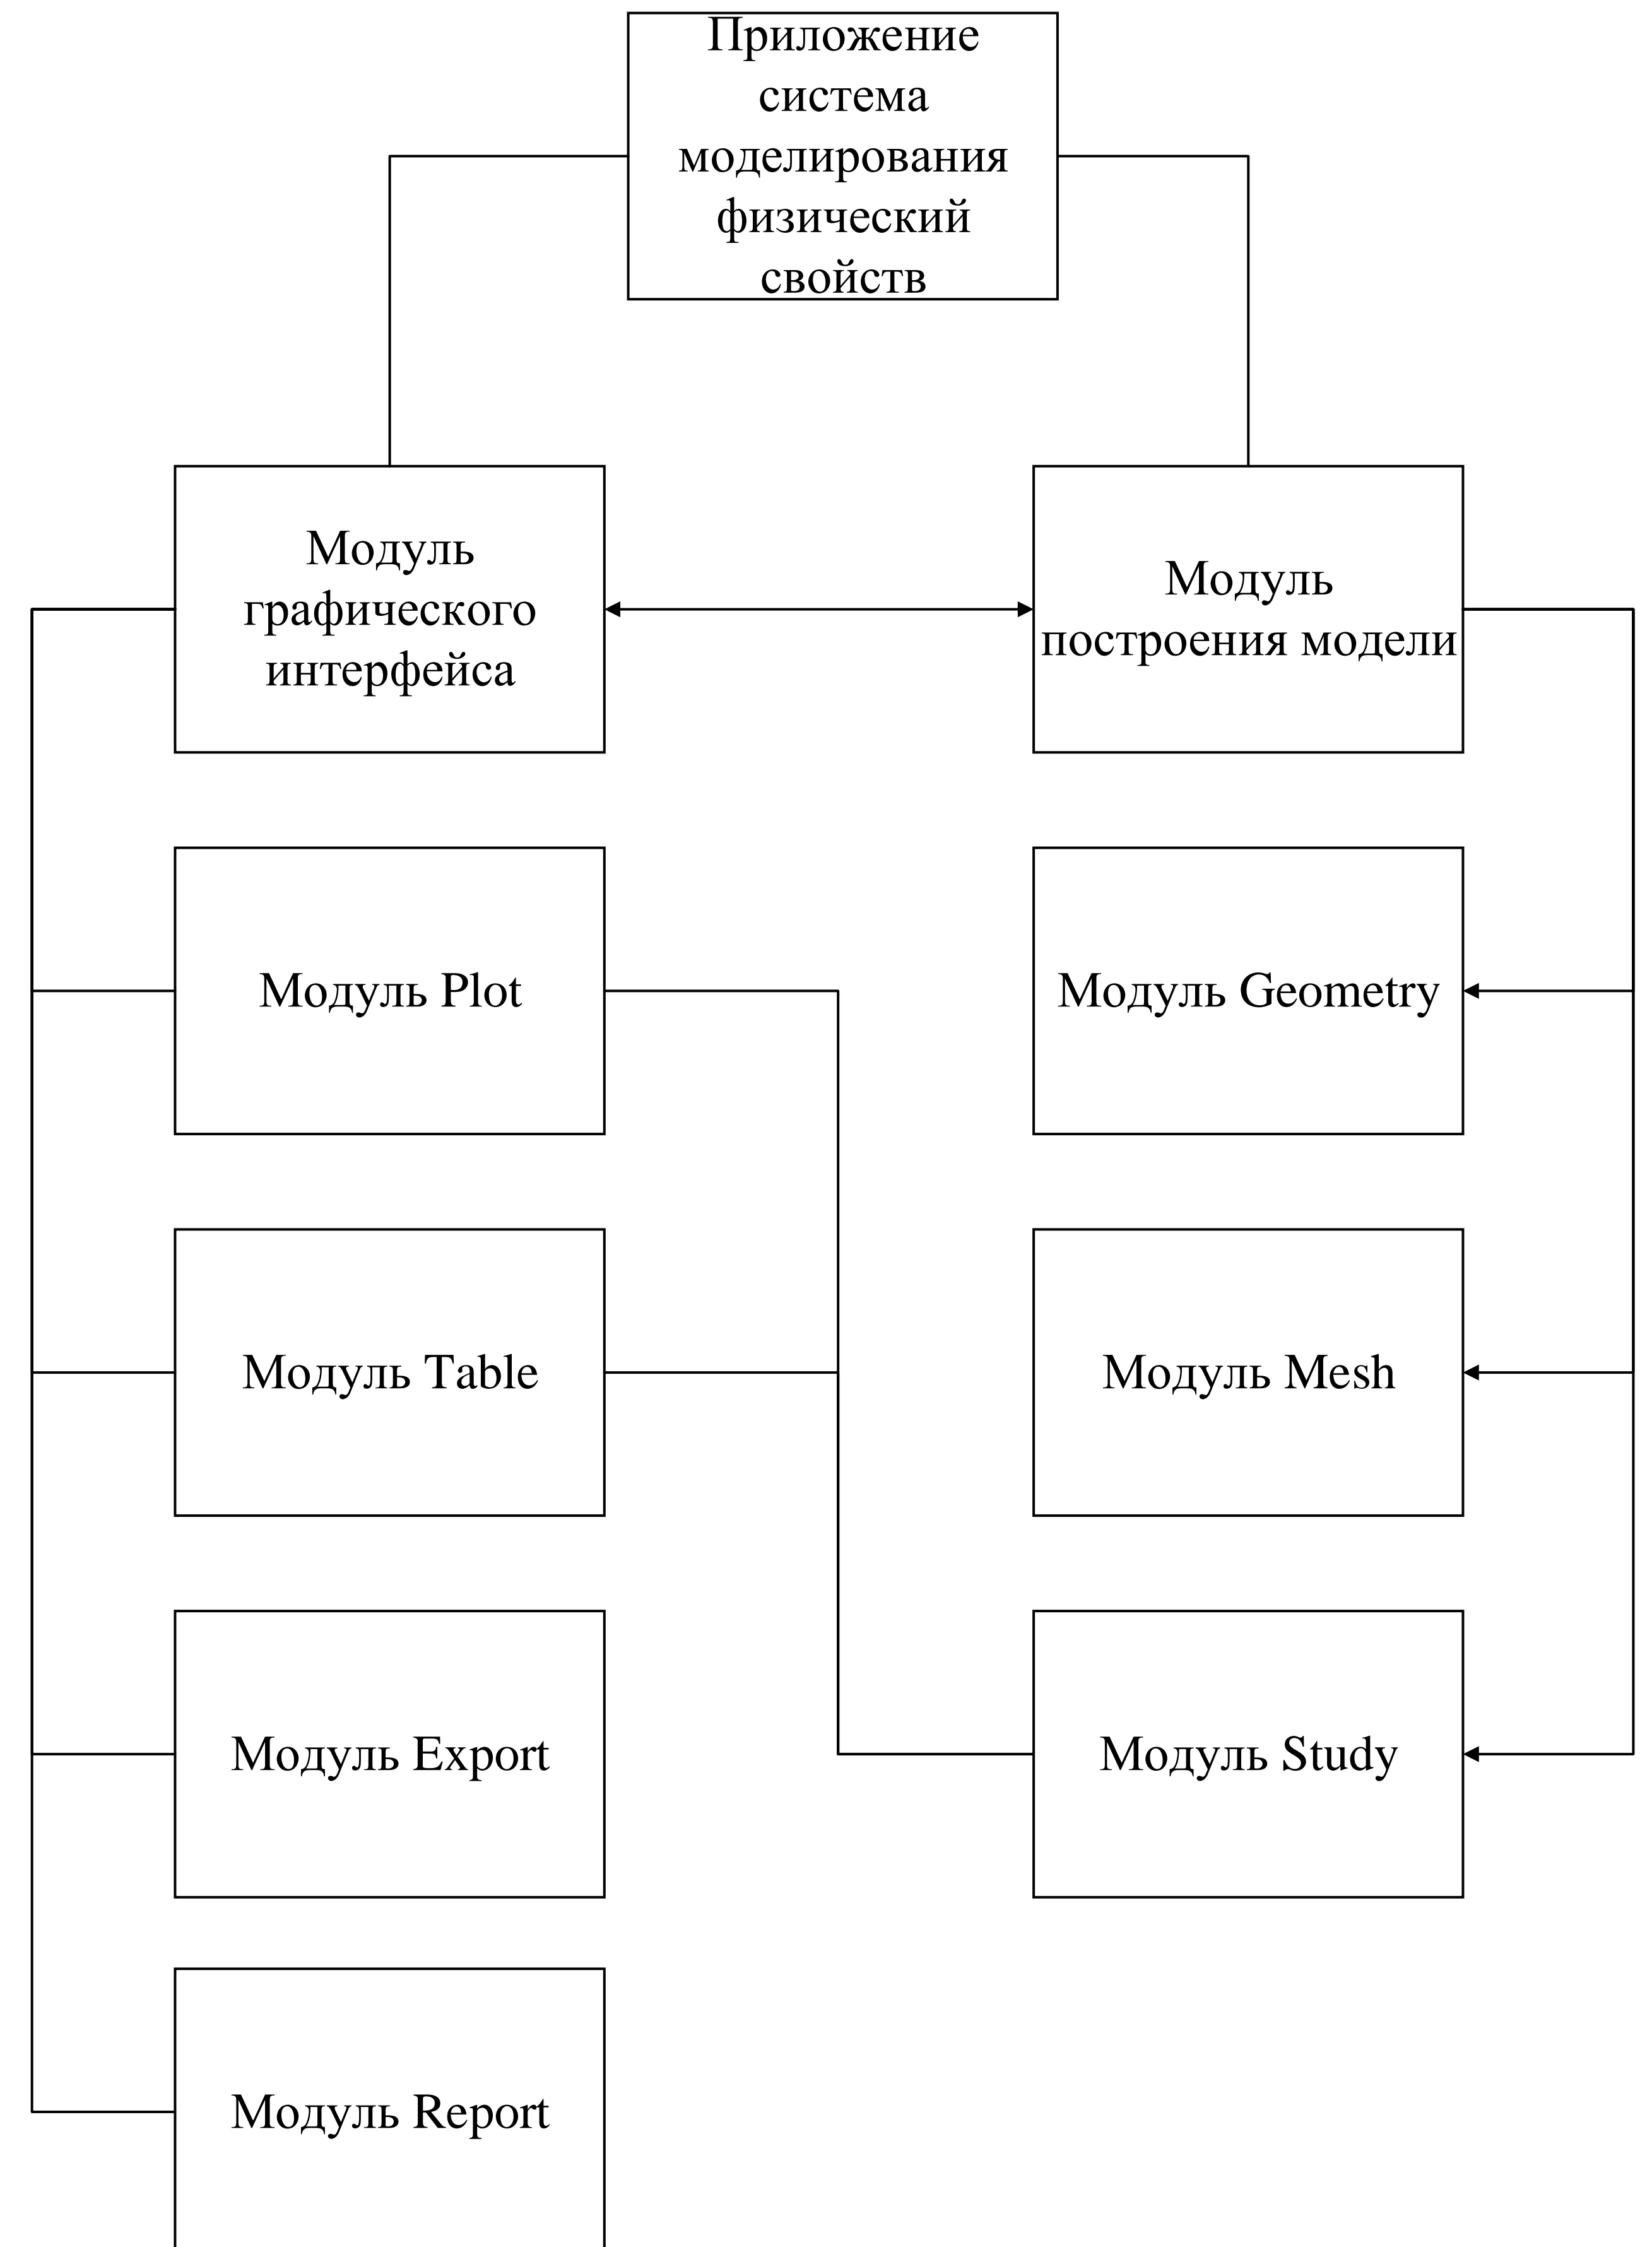 Приложение
система
моделирования
физический
свойств
Модуль
графического
интерфейса
Модуль
построения модели
Модуль Plot
Модуль Geometry
Модуль Table
Модуль Mesh
Модуль Export
Модуль Study
Модуль Report